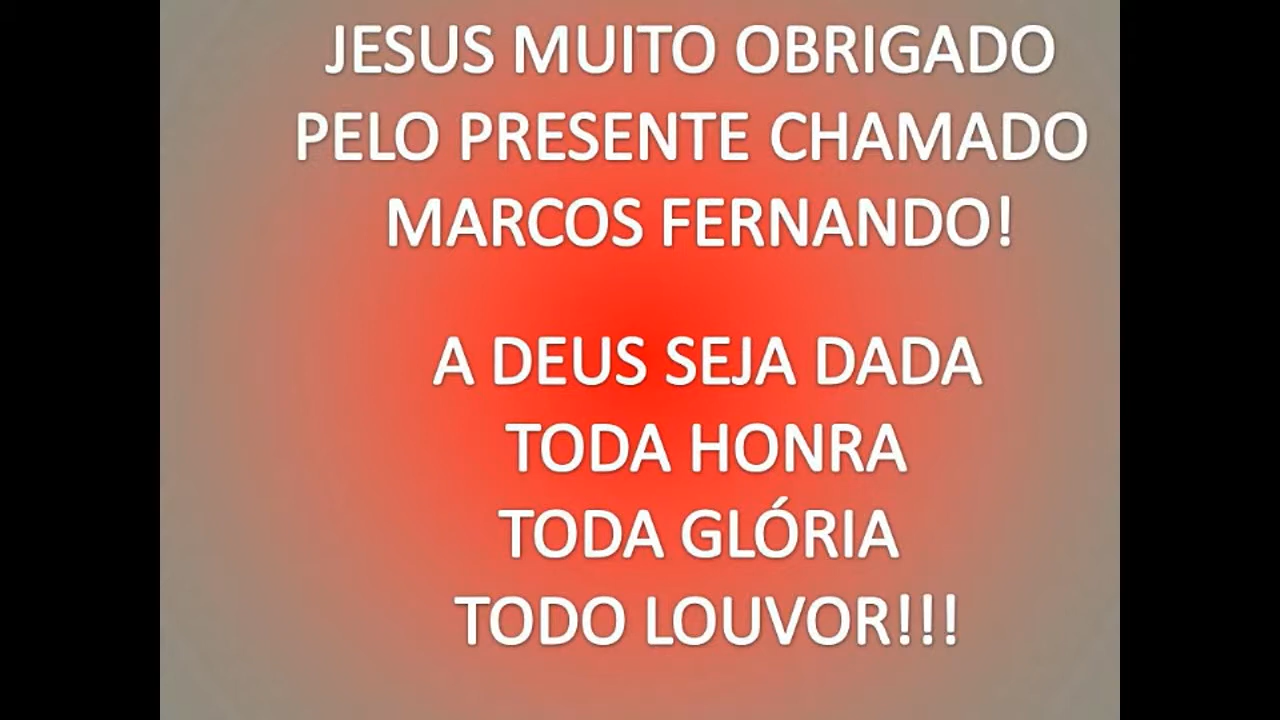 JESUS MUITO OBRIGADO
PELO PRESENTE CHAMADO
MARCOS FERNANDO!
A DEUS SEJA DADA
TODA HONRA
TODA GLÓRIA
TODO LOUVOR!!!